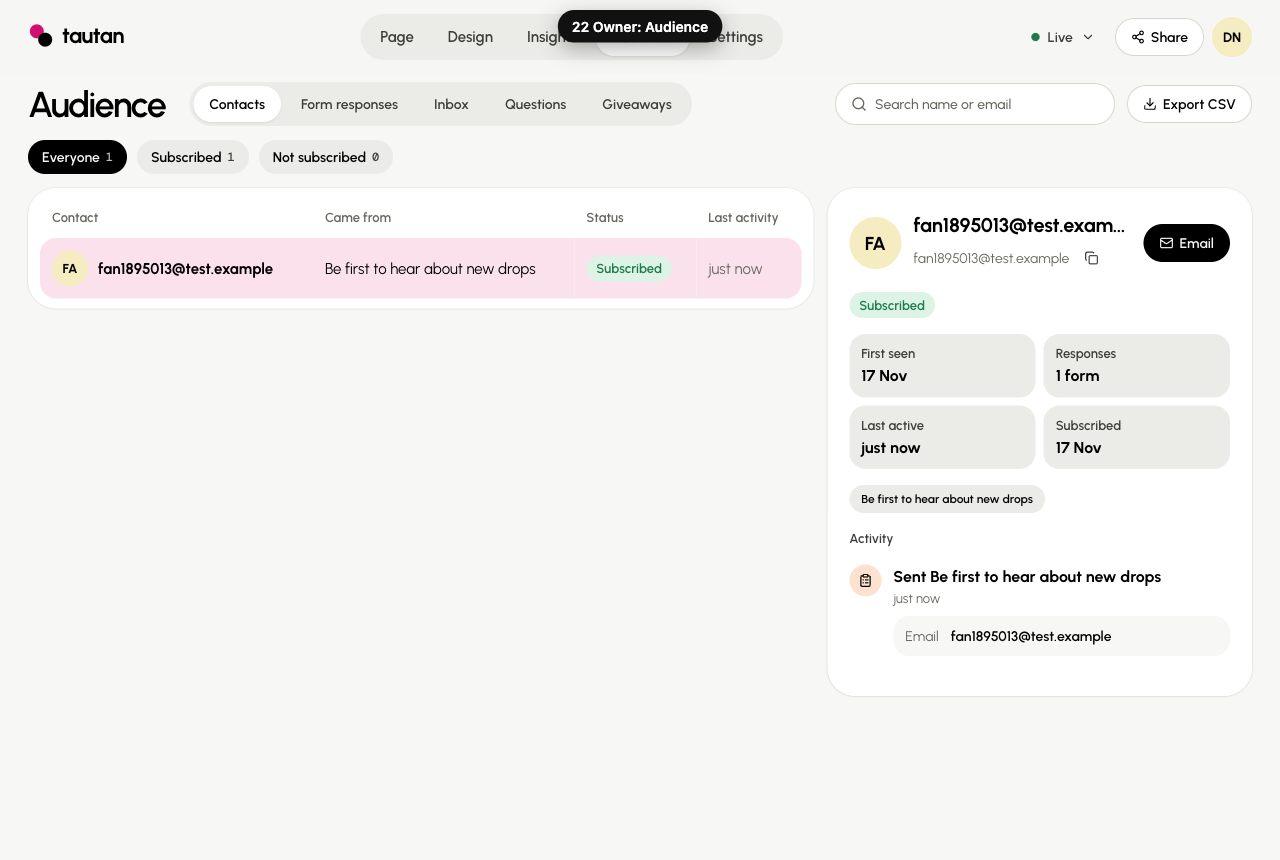 tautan
Page
Design
22 Owner: Audience
Live
Share
DN
Audience
Contacts
Form responses
Inbox
Questions
Giveaways
Search name or email
Export CSV
Everyone 1
Subscribed 1
Not subscribed 0
Contact
Came from
Status
Last activity
FA
fan1895013@test.example
Be first to hear about new drops
Subscribed
just now
FA
fan1895013@test.exam...
fan1895013@test.example
Email
Subscribed
First seen
17 Nov
Responses
1 form
Last active
just now
Subscribed
17 Nov
Be first to hear about new drops
Activity
Sent Be first to hear about new drops
just now
Email fan1895013@test.example